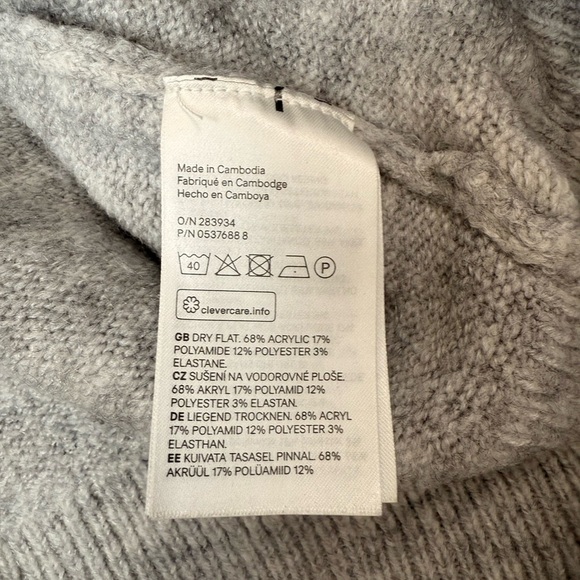 Made in Cambodia
Fabriqué en Cambodge
Hecho en Camboya
O/N 283934
P/N 0537688 8
40 P
clevercare.info
GB DRY FLAT. 68% ACRYLIC 17%
POLYAMIDE 12% POLYESTER 3%
ELASTANE.
CZ SUŠENÍ NA VODOROVNÉ PLOŠE.
68% AKRYL 17% POLYAMID 12%
POLYESTER 3% ELASTAN.
DE LIEGEND TROCKNEN. 68% ACRYL
17% POLYAMID 12% POLYESTER 3%
ELASTHAN.
EE KUIVATA TASASEL PINNAL. 68%
AKRÜÜL 17% POLÜAMIID 12%